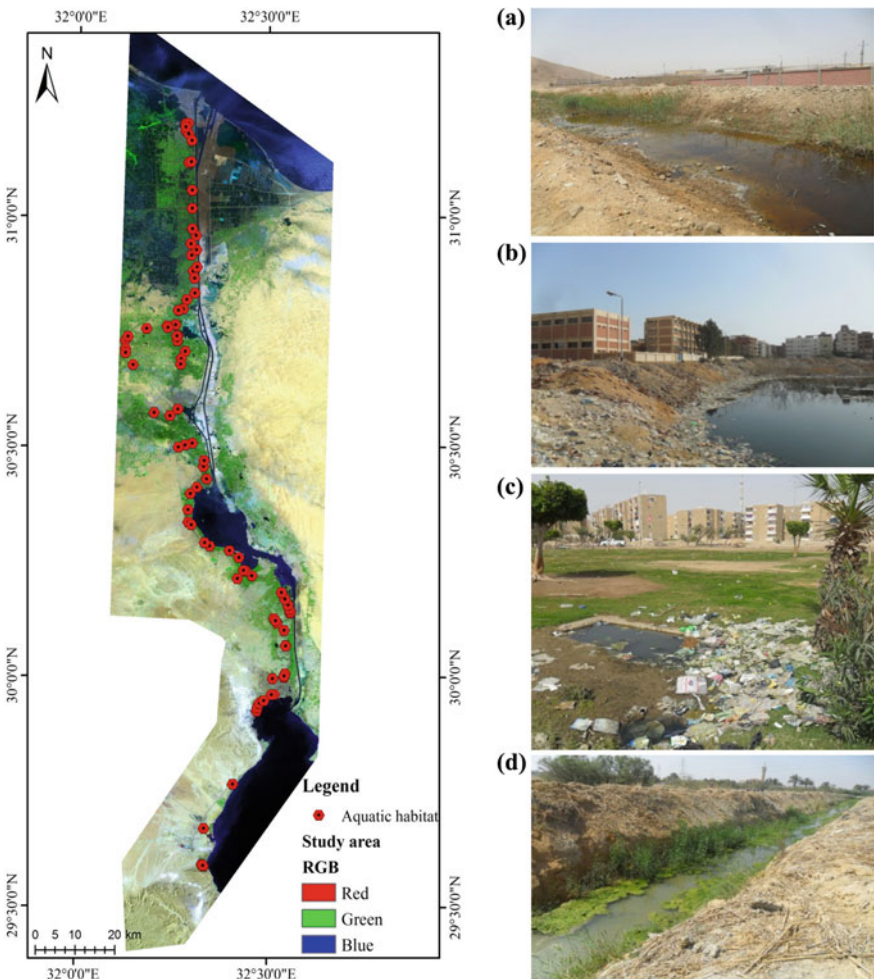 32°0'0"E
32°30'0"E
N
31°0'0"N
31°0'0"N
30°30'0"N
30°30'0"N
30°0'0"N
30°0'0"N
29°30'0"N
29°30'0"N
Legend
Aquatic habitat
Study area
RGB
Red
Green
Blue
0 5 10 20 km
32°0'0"E
32°30'0"E
(a)
(b)
(c)
(d)